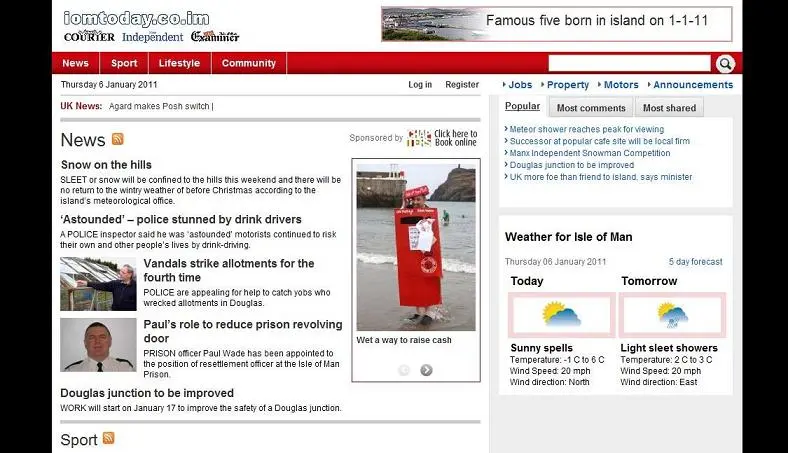 iomtoday.co.im
COURIER Independent Examiner
Famous five born in island on 1-1-11
News Sport Lifestyle Community
Thursday 6 January 2011
Log in Register
Jobs Property Motors Announcements
UK News: Agard makes Posh switch |
Popular Most comments Most shared
News
Sponsored by
Click here to
Book online
Snow on the hills
SLEET or snow will be confined to the hills this weekend and there will be
no return to the wintry weather of before Christmas according to the
island's meteorological office.
‘Astounded’ – police stunned by drink drivers
A POLICE inspector said he was ‘astounded’ motorists continued to risk
their own and other people's lives by drink-driving.
Vandals strike allotments for the
fourth time
POLICE are appealing for help to catch yobs who
wrecked allotments in Douglas.
Paul's role to reduce prison revolving
door
PRISON officer Paul Wade has been appointed to
the position of resettlement officer at the Isle of Man
Prison.
Douglas junction to be improved
WORK will start on January 17 to improve the safety of a Douglas junction.
Sport
Wet a way to raise cash
Meteor shower reaches peak for viewing
Successor at popular cafe site will be local firm
Manx Independent Snowman Competition
Douglas junction to be improved
UK more foe than friend to island, says minister
Weather for Isle of Man
Thursday 06 January 2011
5 day forecast
Today
Sunny spells
Temperature: -1 C to 6 C
Wind Speed: 20 mph
Wind direction: North
Tomorrow
Light sleet showers
Temperature: 2 C to 3 C
Wind Speed: 20 mph
Wind direction: East